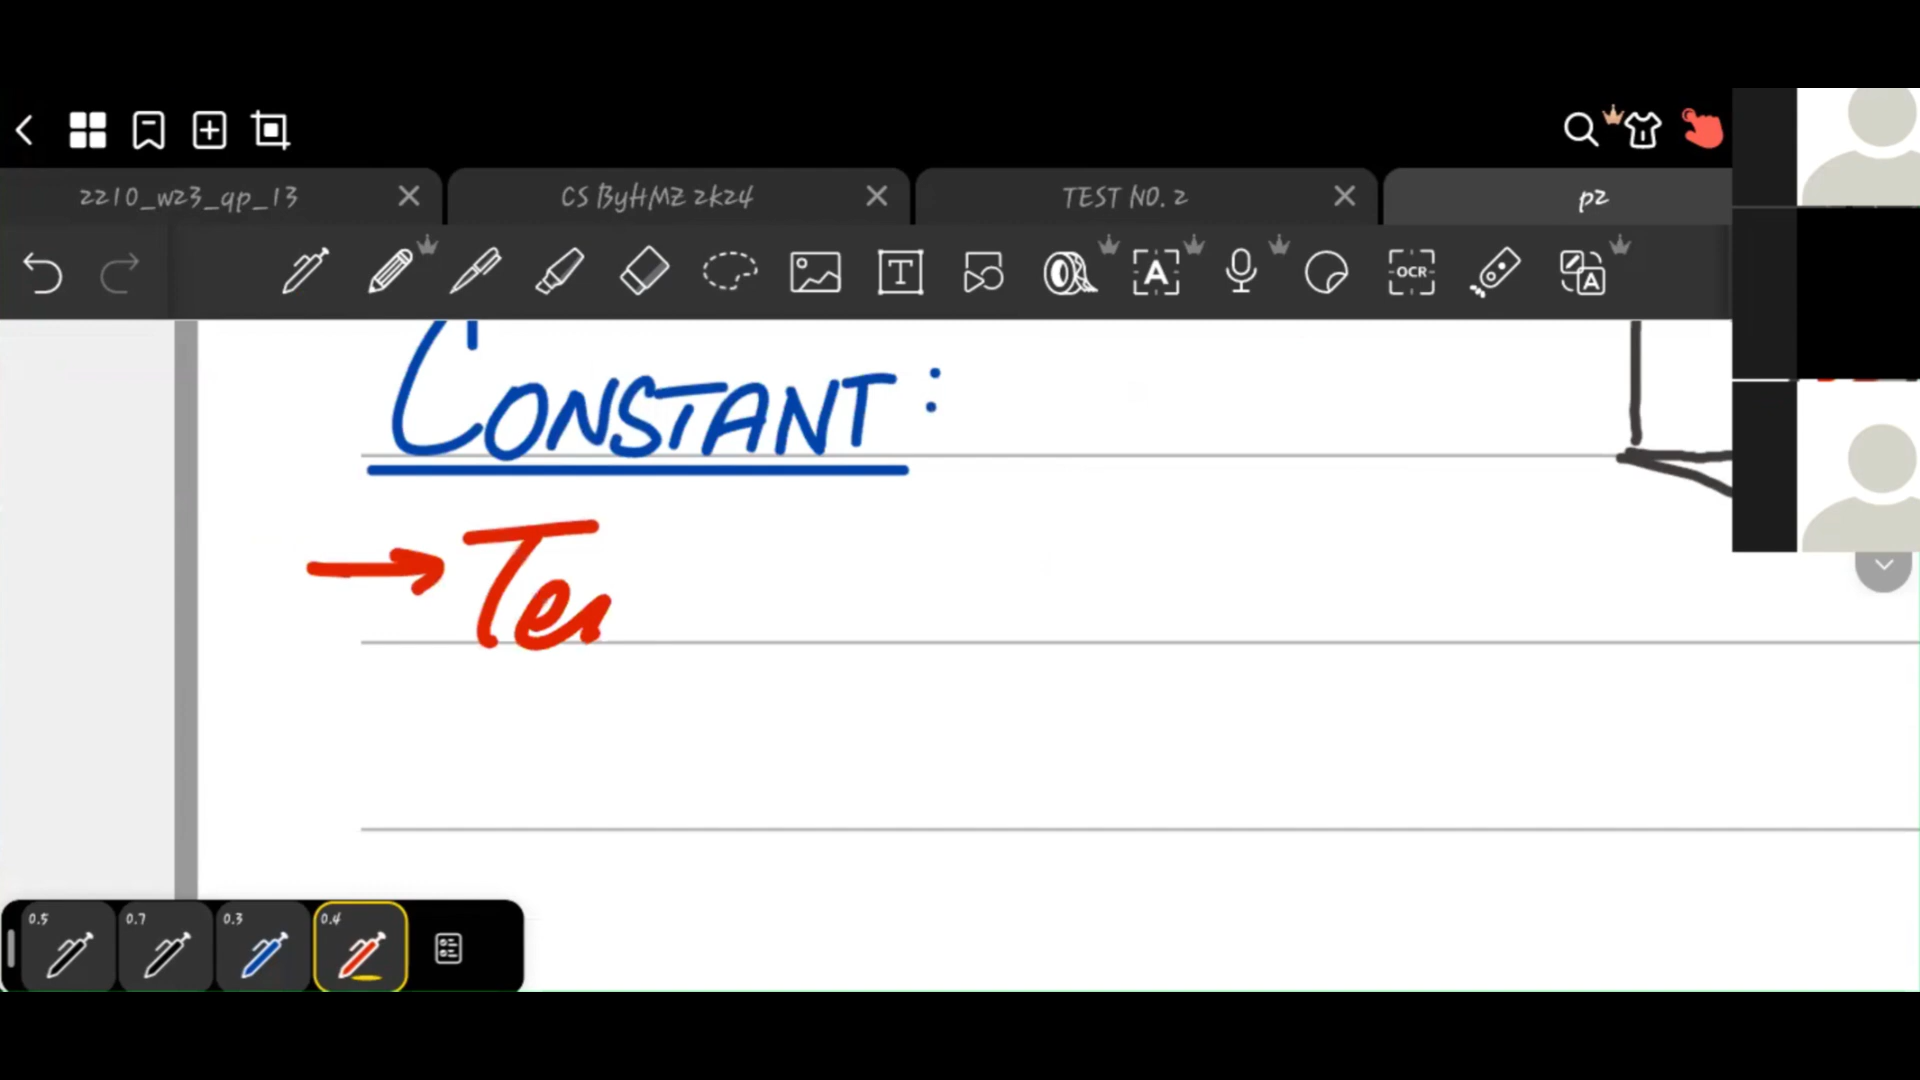 2210_w23_qp_13 CS ByHMZ 2k24 TEST NO. 2 p2
T A OCR A
CONSTANT :
→ Te
0.5 0.7 0.3 0.4